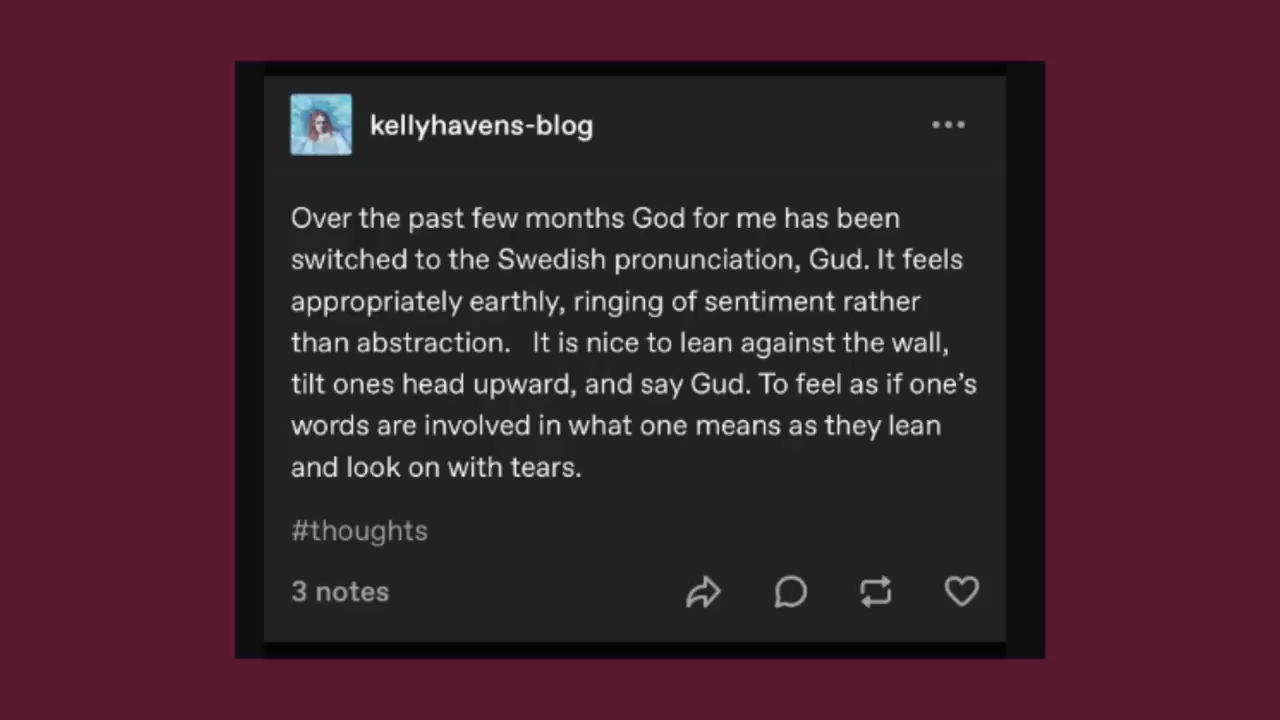 kellyhavens-blog
Over the past few months God for me has been
switched to the Swedish pronunciation, Gud. It feels
appropriately earthly, ringing of sentiment rather
than abstraction.   It is nice to lean against the wall,
tilt ones head upward, and say Gud. To feel as if one’s
words are involved in what one means as they lean
and look on with tears.
#thoughts
3 notes